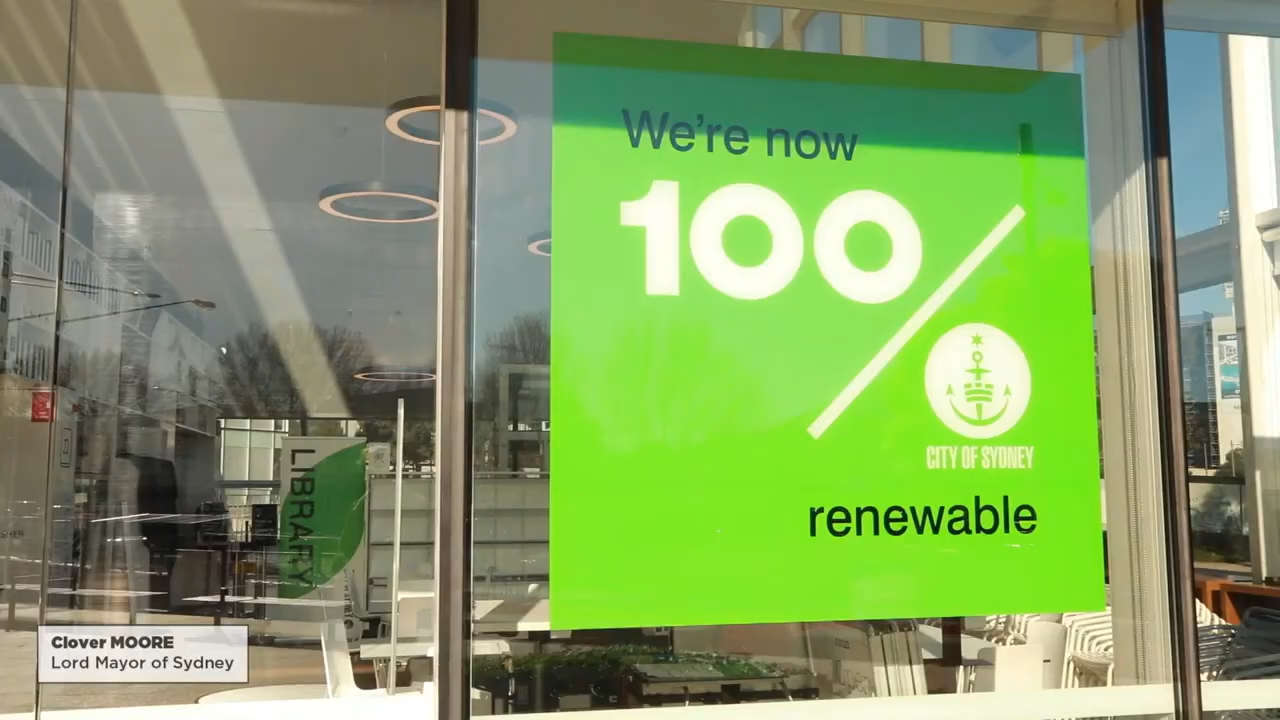 We're now
100%
CITY OF SYDNEY
renewable
LIBRARY
Clover MOORE
Lord Mayor of Sydney